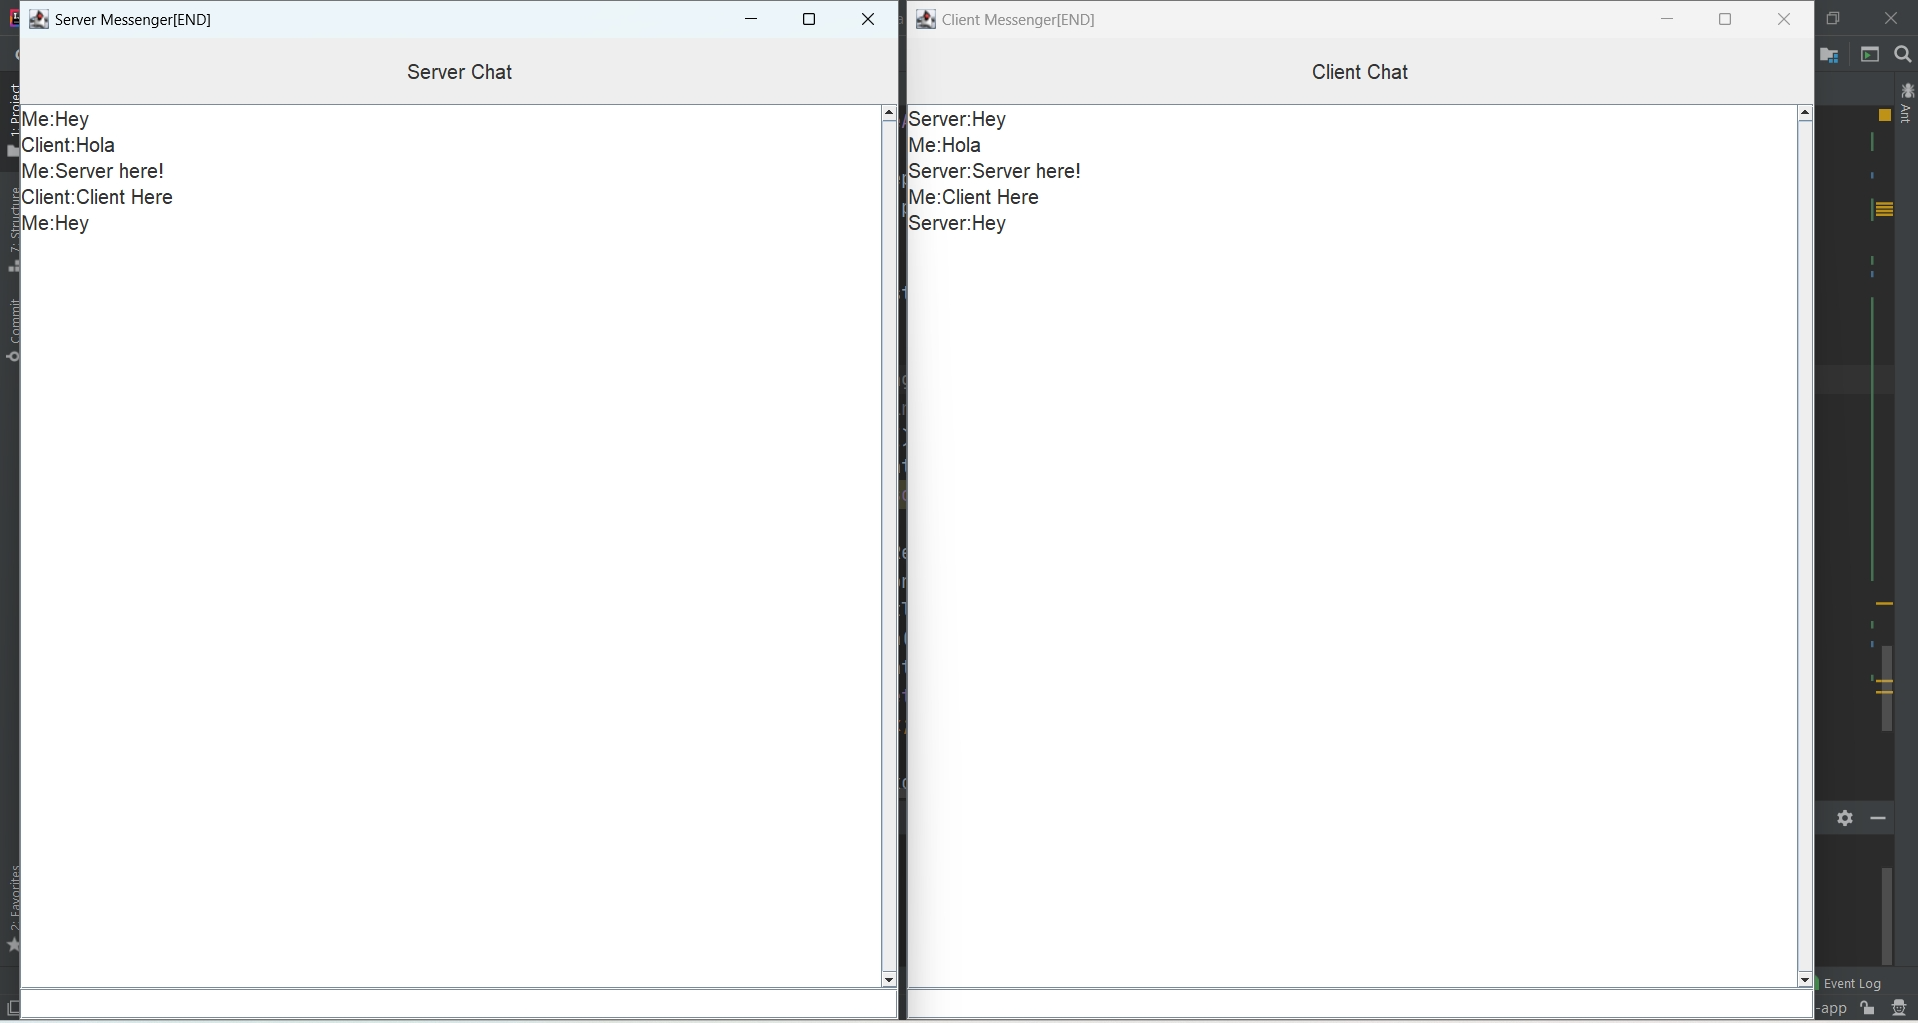 Server Messenger[END]
Server Chat
Me:Hey
Client:Hola
Me:Server here!
Client:Client Here
Me:Hey
Client Messenger[END]
Client Chat
Server:Hey
Me:Hola
Server:Server here!
Me:Client Here
Server:Hey
1: Project
7: Structure
Commit
2: Favorites
Ant
Event Log
-app